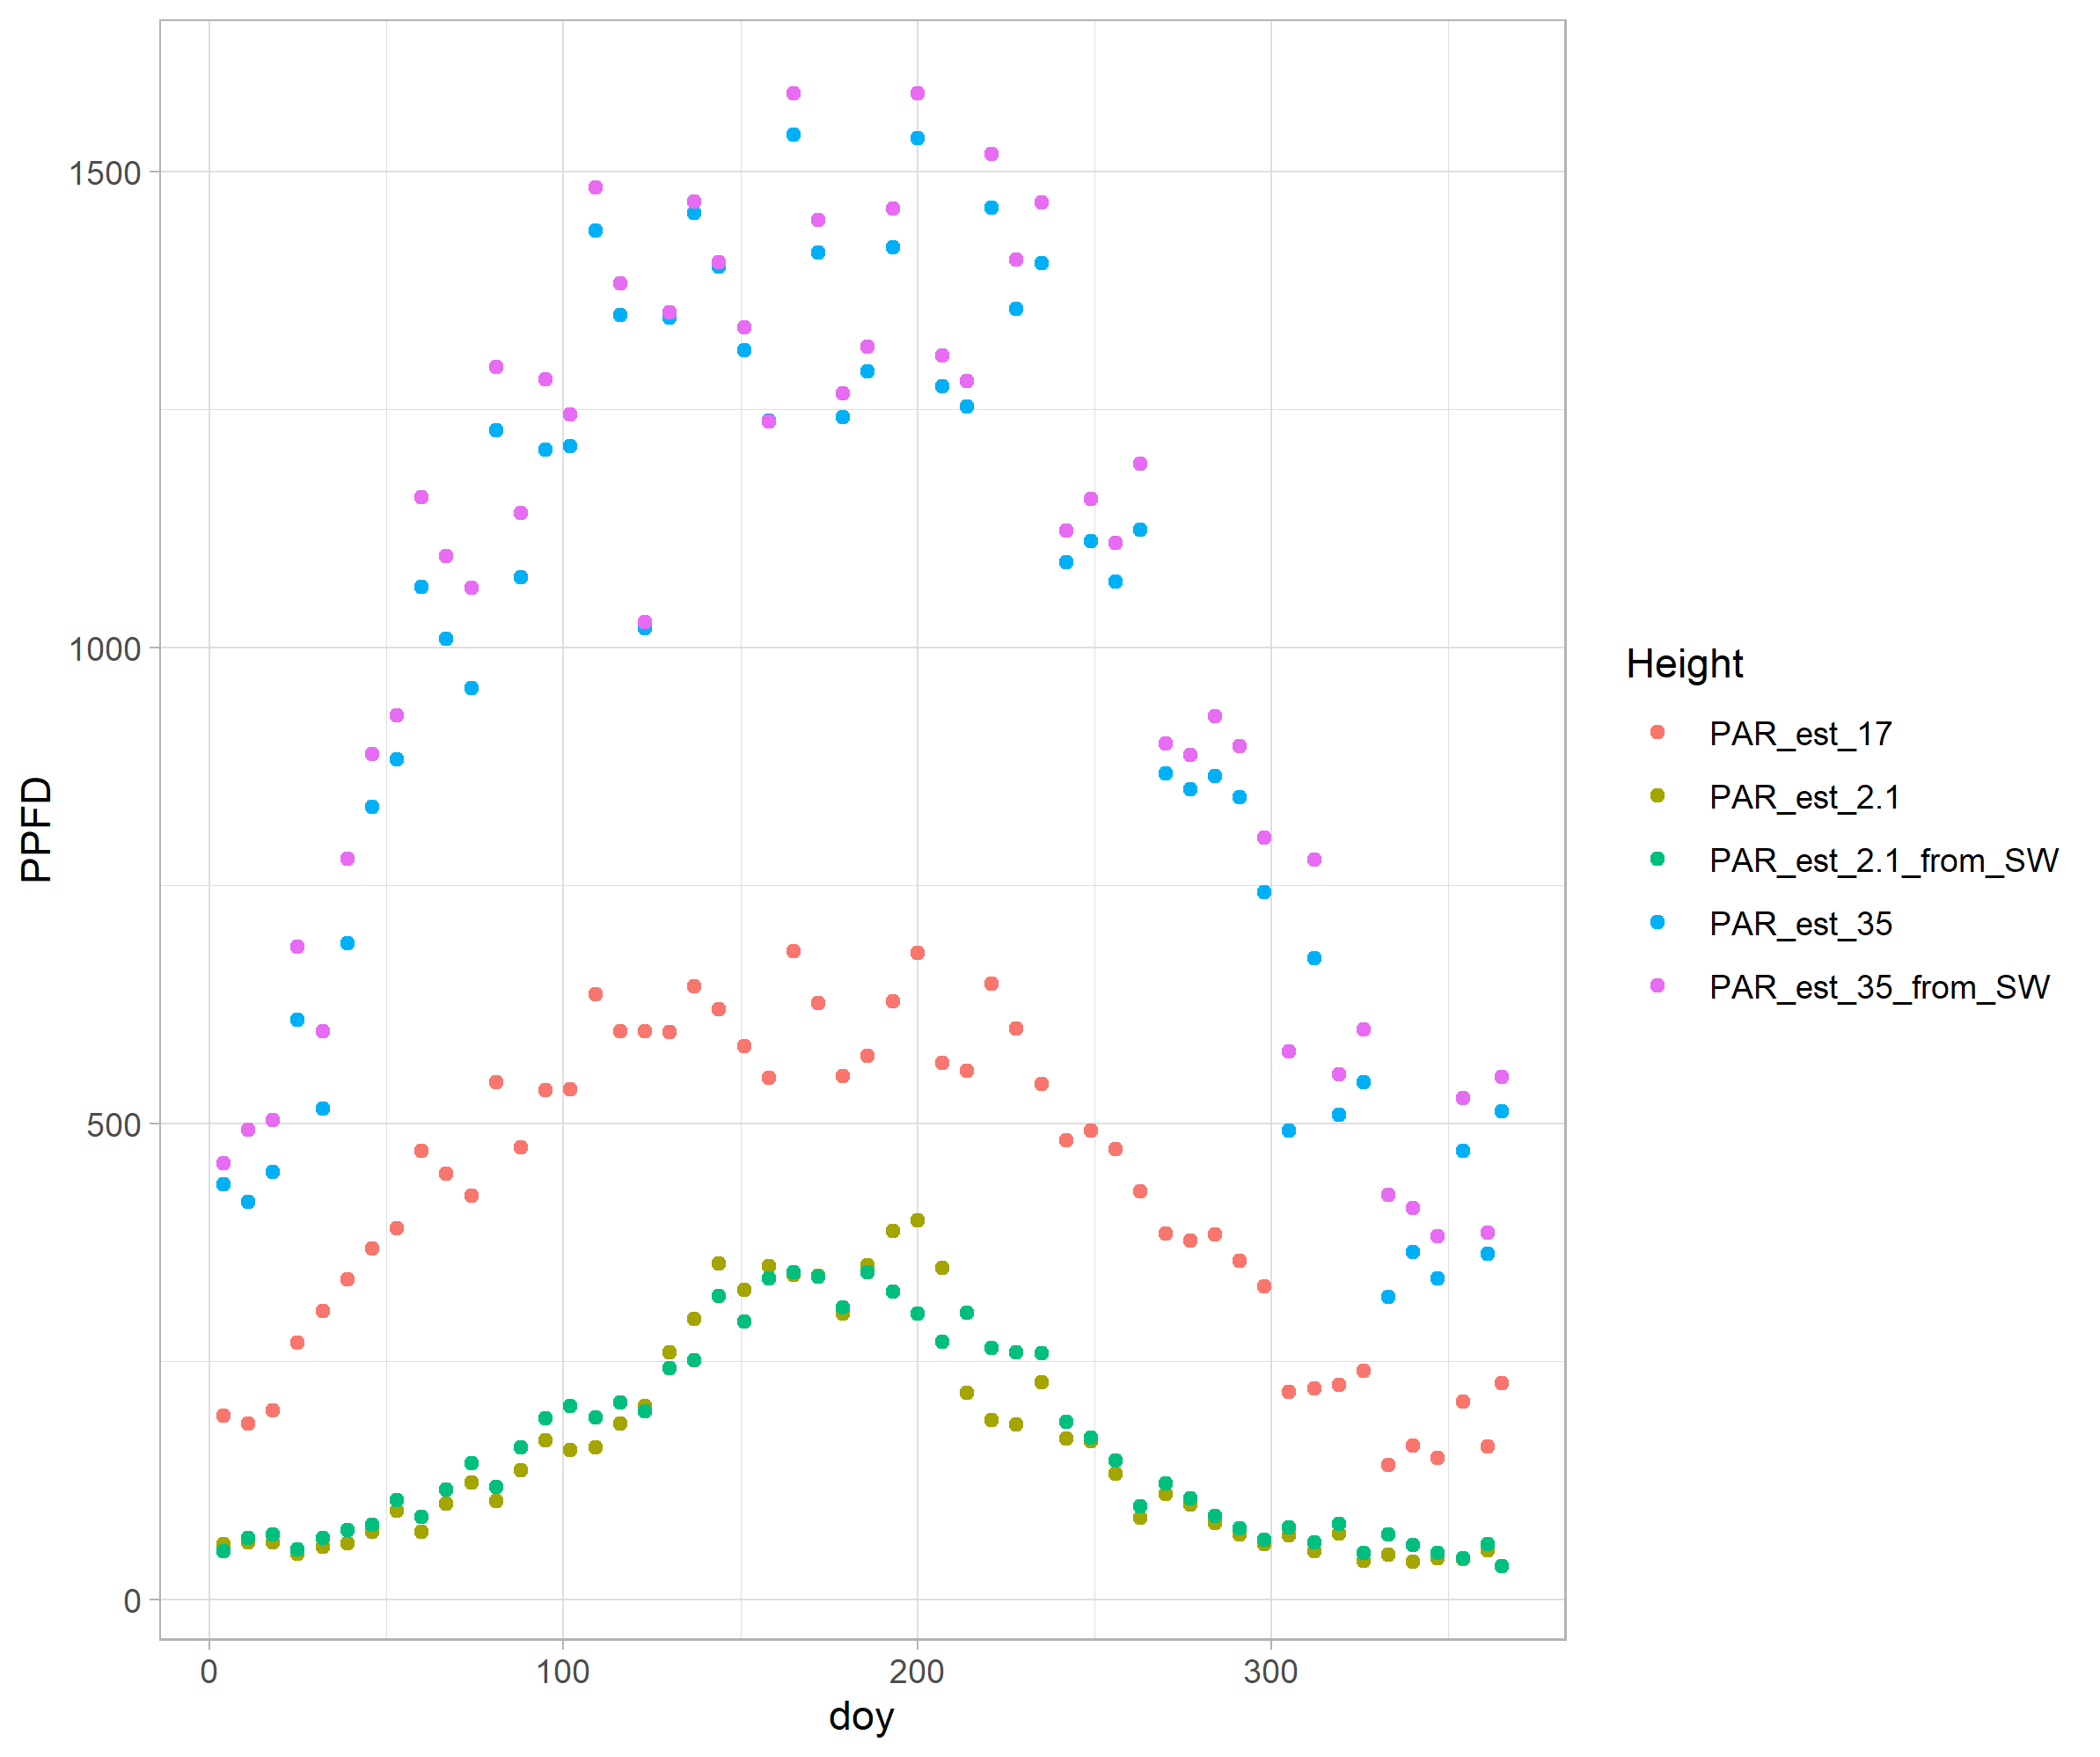 1500
1000
500
0
0
100
200
300
doy
PPFD
Height
PAR_est_17
PAR_est_2.1
PAR_est_2.1_from_SW
PAR_est_35
PAR_est_35_from_SW